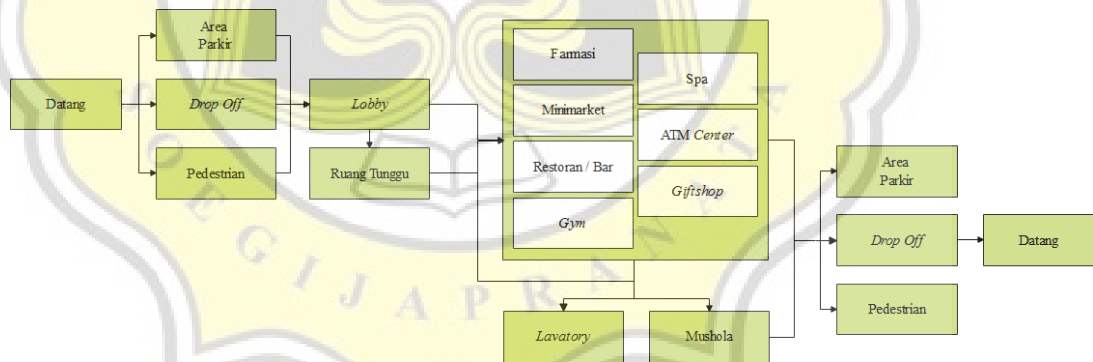 Datang
Area
Parkir
Drop Off
Pedestrian
Lobby
Ruang Tunggu
Farmasi
Minimarket
Restoran / Bar
Gym
Spa
ATM Center
Giftshop
Lavatory
Mushola
Area
Parkir
Drop Off
Pedestrian
Datang
SOEGIJAPRANATA